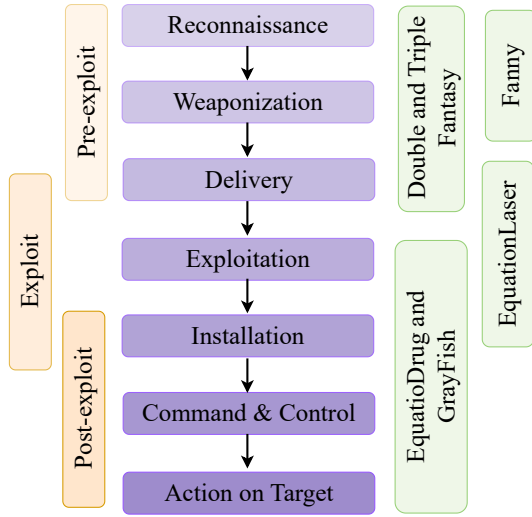 Reconnaissance
Weaponization
Delivery
Exploitation
Installation
Command & Control
Action on Target
Pre-exploit
Exploit
Post-exploit
Double and Triple
Fantasy
Fanny
EquationLaser
EquatioDrug and
GrayFish